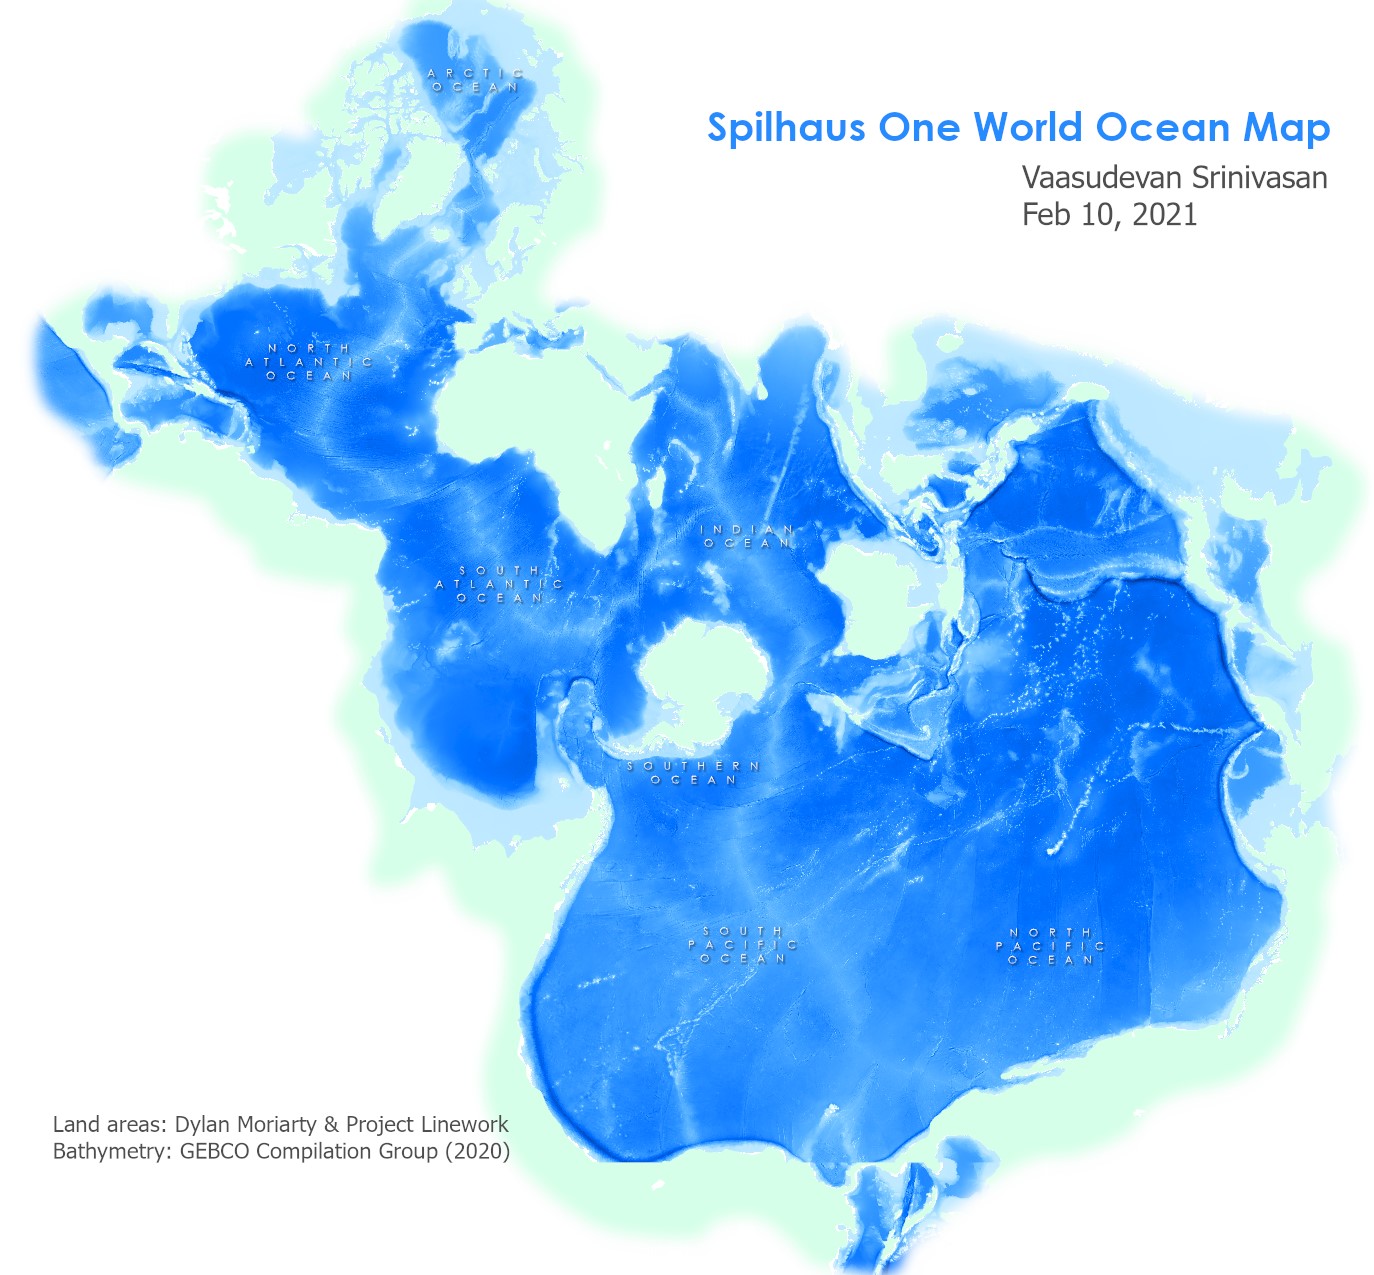 ARCTIC
OCEAN
Spilhaus One World Ocean Map
Vaasudevan Srinivasan
Feb 10, 2021
NORTH
ATLANTIC
OCEAN
INDIAN
OCEAN
SOUTH
ATLANTIC
OCEAN
SOUTHERN
OCEAN
SOUTH
PACIFIC
OCEAN
NORTH
PACIFIC
OCEAN
Land areas: Dylan Moriarty & Project Linework
Bathymetry: GEBCO Compilation Group (2020)